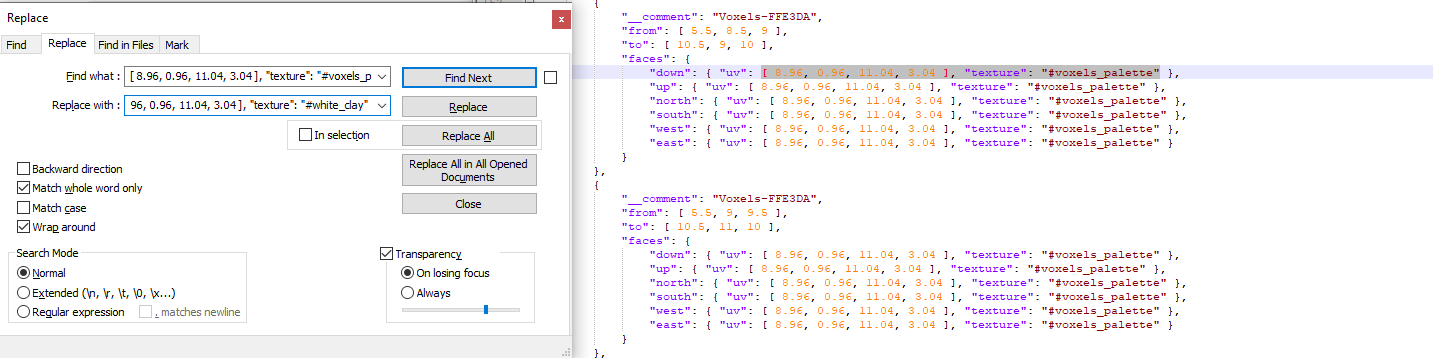 Replace
x
Find
Replace
Find in Files
Mark
Find what :
[ 8.96, 0.96, 11.04, 3.04 ], "texture": "#voxels_p
Find Next
Replace with :
96, 0.96, 11.04, 3.04 ], "texture": "#white_clay"
Replace
In selection
Replace All
Replace All in All Opened
Documents
Close
Backward direction
Match whole word only
Match case
Wrap around
Search Mode
Normal
Extended (\n, \r, \t, \0, \x...)
Regular expression
. matches newline
Transparency
On losing focus
Always
{
"__comment": "Voxels-FFE3DA",
"from": [ 5.5, 8.5, 9 ],
"to": [ 10.5, 9, 10 ],
"faces": {
"down": { "uv": [ 8.96, 0.96, 11.04, 3.04 ], "texture": "#voxels_palette" },
"up": { "uv": [ 8.96, 0.96, 11.04, 3.04 ], "texture": "#voxels_palette" },
"north": { "uv": [ 8.96, 0.96, 11.04, 3.04 ], "texture": "#voxels_palette" },
"south": { "uv": [ 8.96, 0.96, 11.04, 3.04 ], "texture": "#voxels_palette" },
"west": { "uv": [ 8.96, 0.96, 11.04, 3.04 ], "texture": "#voxels_palette" },
"east": { "uv": [ 8.96, 0.96, 11.04, 3.04 ], "texture": "#voxels_palette" }
}
},
{
"__comment": "Voxels-FFE3DA",
"from": [ 5.5, 9, 9.5 ],
"to": [ 10.5, 11, 10 ],
"faces": {
"down": { "uv": [ 8.96, 0.96, 11.04, 3.04 ], "texture": "#voxels_palette" },
"up": { "uv": [ 8.96, 0.96, 11.04, 3.04 ], "texture": "#voxels_palette" },
"north": { "uv": [ 8.96, 0.96, 11.04, 3.04 ], "texture": "#voxels_palette" },
"south": { "uv": [ 8.96, 0.96, 11.04, 3.04 ], "texture": "#voxels_palette" },
"west": { "uv": [ 8.96, 0.96, 11.04, 3.04 ], "texture": "#voxels_palette" },
"east": { "uv": [ 8.96, 0.96, 11.04, 3.04 ], "texture": "#voxels_palette" }
}
},